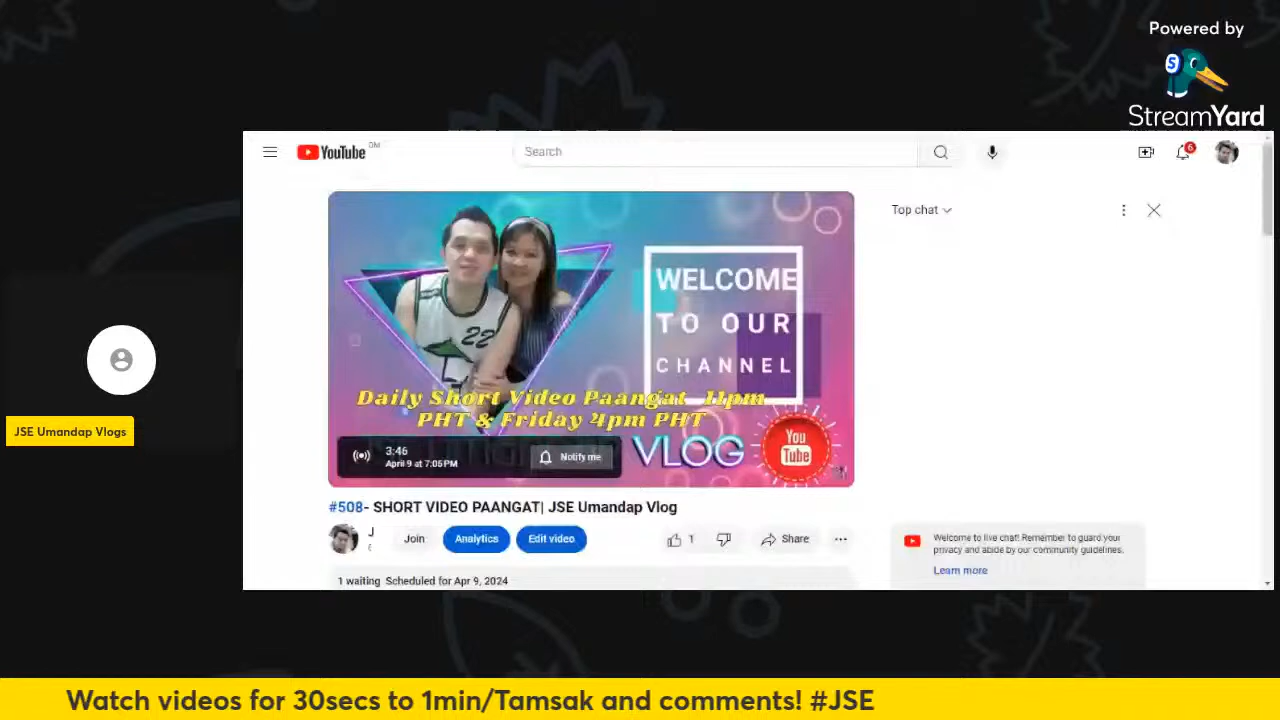 Powered by
StreamYard
YouTube OM
Search
6
Top chat
WELCOME
TO OUR
CHANNEL
22
Daily Short Video Paangat 11pm
PHT & Friday 4pm PHT
VLOG
You
Tube
3:46
April 9 at 7:05 PM
Notify me
#508- SHORT VIDEO PAANGAT| JSE Umandap Vlog
J
Join
Analytics
Edit video
1
Share
1 waiting Scheduled for Apr 9, 2024
Welcome to live chat! Remember to guard your
privacy and abide by our community guidelines.
Learn more
JSE Umandap Vlogs
Watch videos for 30secs to 1min/Tamsak and comments! #JSE